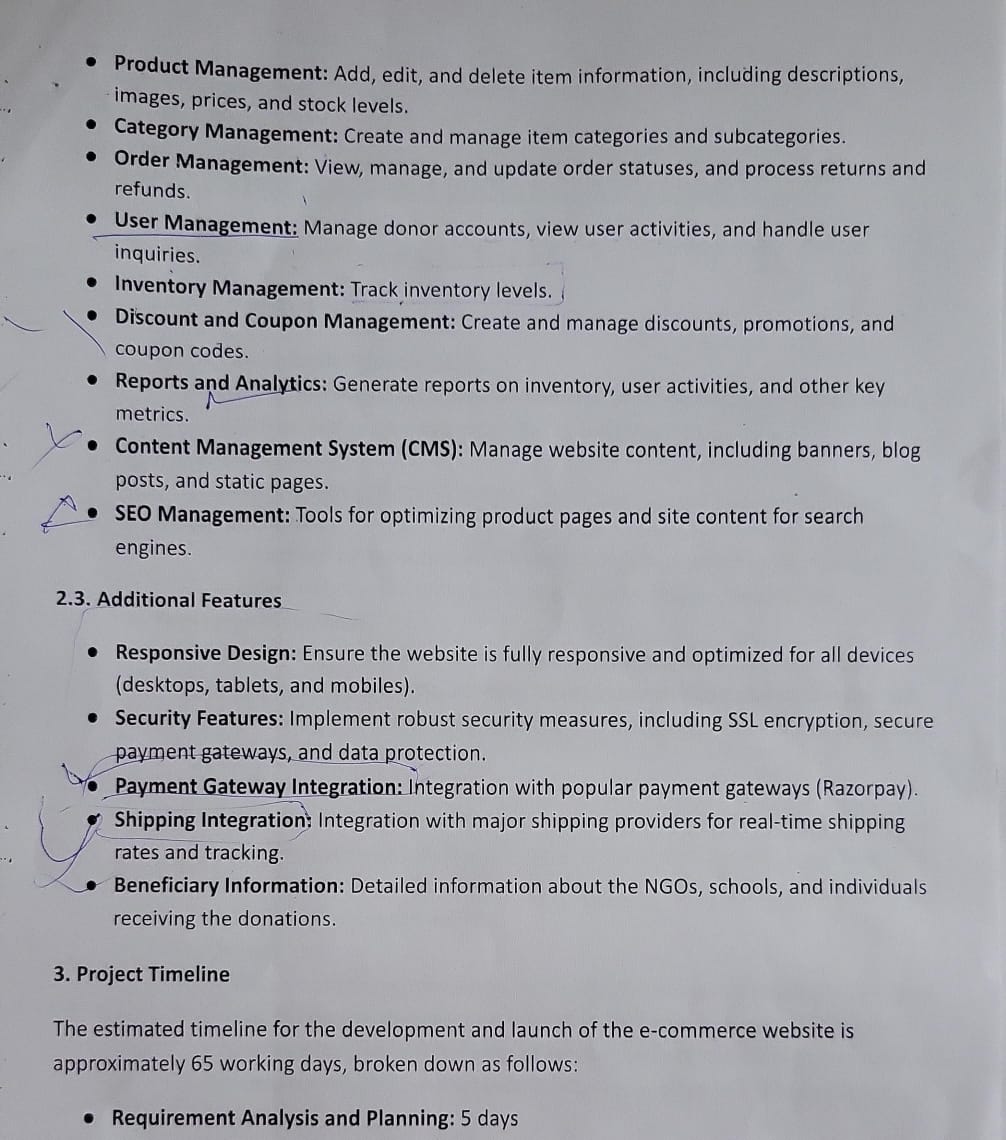 • Product Management: Add, edit, and delete item information, including descriptions,
images, prices, and stock levels.
• Category Management: Create and manage item categories and subcategories.
• Order Management: View, manage, and update order statuses, and process returns and
refunds.
• User Management: Manage donor accounts, view user activities, and handle user
inquiries.
• Inventory Management: Track inventory levels.
• Discount and Coupon Management: Create and manage discounts, promotions, and
coupon codes.
• Reports and Analytics: Generate reports on inventory, user activities, and other key
metrics.
• Content Management System (CMS): Manage website content, including banners, blog
posts, and static pages.
• SEO Management: Tools for optimizing product pages and site content for search
engines.
2.3. Additional Features
• Responsive Design: Ensure the website is fully responsive and optimized for all devices
(desktops, tablets, and mobiles).
• Security Features: Implement robust security measures, including SSL encryption, secure
payment gateways, and data protection.
• Payment Gateway Integration: Integration with popular payment gateways (Razorpay).
• Shipping Integration: Integration with major shipping providers for real-time shipping
rates and tracking.
• Beneficiary Information: Detailed information about the NGOs, schools, and individuals
receiving the donations.
3. Project Timeline
The estimated timeline for the development and launch of the e-commerce website is
approximately 65 working days, broken down as follows:
• Requirement Analysis and Planning: 5 days